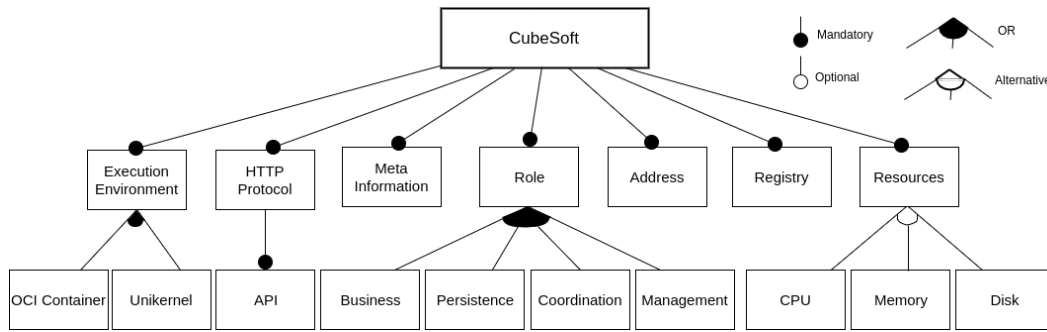 CubeSoft
Mandatory
OR
Optional
Alternative
Execution
Environment
HTTP
Protocol
Meta
Information
Role
Address
Registry
Resources
OCI Container
Unikernel
API
Business
Persistence
Coordination
Management
CPU
Memory
Disk